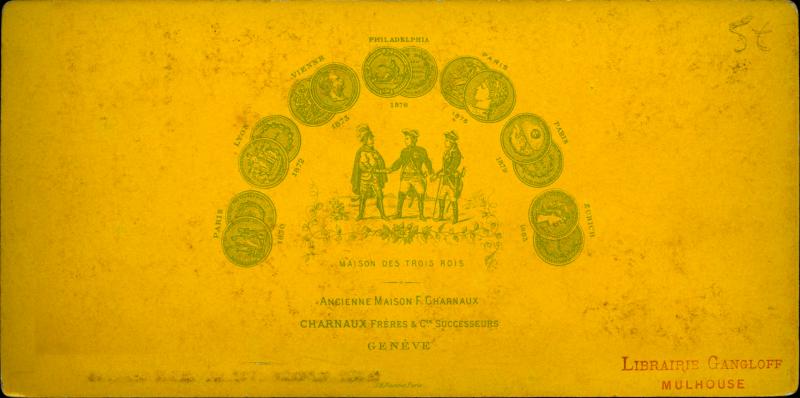 PHILADELPHIA
1876
VIENNE
1873
PARIS
1878
LYON
1872
PARIS
1879
PARIS
ZURICH
1883
MAISON DES TROIS ROIS
ANCIENNE MAISON F. CHARNAUX
CHARNAUX FRÈRES & Cie SUCCESSEURS
GENÈVE
LIBRAIRIE GANGLOFF
MULHOUSE